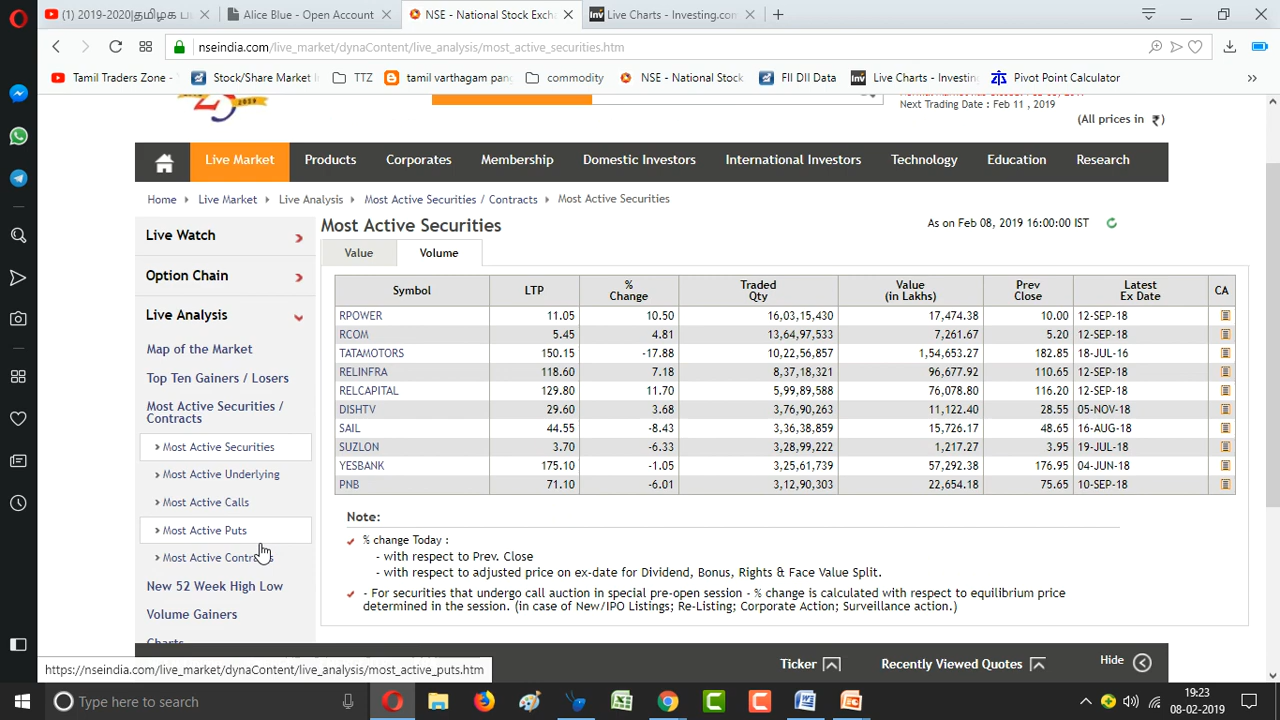 (1) 2019-2020|தமிழக ப
Alice Blue - Open Account
NSE - National Stock Exch
Live Charts - Investing.co
nseindia.com/live_market/dynaContent/live_analysis/most_active_securities.htm
Tamil Traders Zone -
Stock/Share Market
TTZ
tamil varthagam pan
commodity
NSE - National Stock
FII DII Data
Live Charts - Investin
Pivot Point Calculator
Next Trading Date : Feb 11 , 2019
(All prices in ₹)
Live Market
Products
Corporates
Membership
Domestic Investors
International Investors
Technology
Education
Research
Home Live Market Live Analysis Most Active Securities / Contracts Most Active Securities
Live Watch
Option Chain
Live Analysis
Map of the Market
Top Ten Gainers / Losers
Most Active Securities /
Contracts
Most Active Securities
Most Active Underlying
Most Active Calls
Most Active Puts
Most Active Contracts
New 52 Week High Low
Volume Gainers
Charts
Most Active Securities
As on Feb 08, 2019 16:00:00 IST
Value
Volume
Symbol LTP % Change Traded Qty Value (in Lakhs) Prev Close Latest Ex Date CA
RPOWER 11.05 10.50 16,03,15,430 17,474.38 10.00 12-SEP-18
RCOM 5.45 4.81 13,64,97,533 7,261.67 5.20 12-SEP-18
TATAMOTORS 150.15 -17.88 10,22,56,857 1,54,653.27 182.85 18-JUL-16
RELINFRA 118.60 7.18 8,37,18,321 96,677.92 110.65 12-SEP-18
RELCAPITAL 129.80 11.70 5,99,89,588 76,078.80 116.20 12-SEP-18
DISHTV 29.60 3.68 3,76,90,263 11,122.40 28.55 05-NOV-18
SAIL 44.55 -8.43 3,36,38,859 15,726.17 48.65 16-AUG-18
SUZLON 3.70 -6.33 3,28,99,222 1,217.27 3.95 19-JUL-18
YESBANK 175.10 -1.05 3,25,61,739 57,292.38 176.95 04-JUN-18
PNB 71.10 -6.01 3,12,90,303 22,654.18 75.65 10-SEP-18
Note:
% change Today :
- with respect to Prev. Close
- with respect to adjusted price on ex-date for Dividend, Bonus, Rights & Face Value Split.
- For securities that undergo call auction in special pre-open session - % change is calculated with respect to equilibrium price
determined in the session. (in case of New/IPO Listings; Re-Listing; Corporate Action; Surveillance action.)
https://nseindia.com/live_market/dynaContent/live_analysis/most_active_puts.htm
Ticker
Recently Viewed Quotes
Hide
Type here to search
19:23
08-02-2019